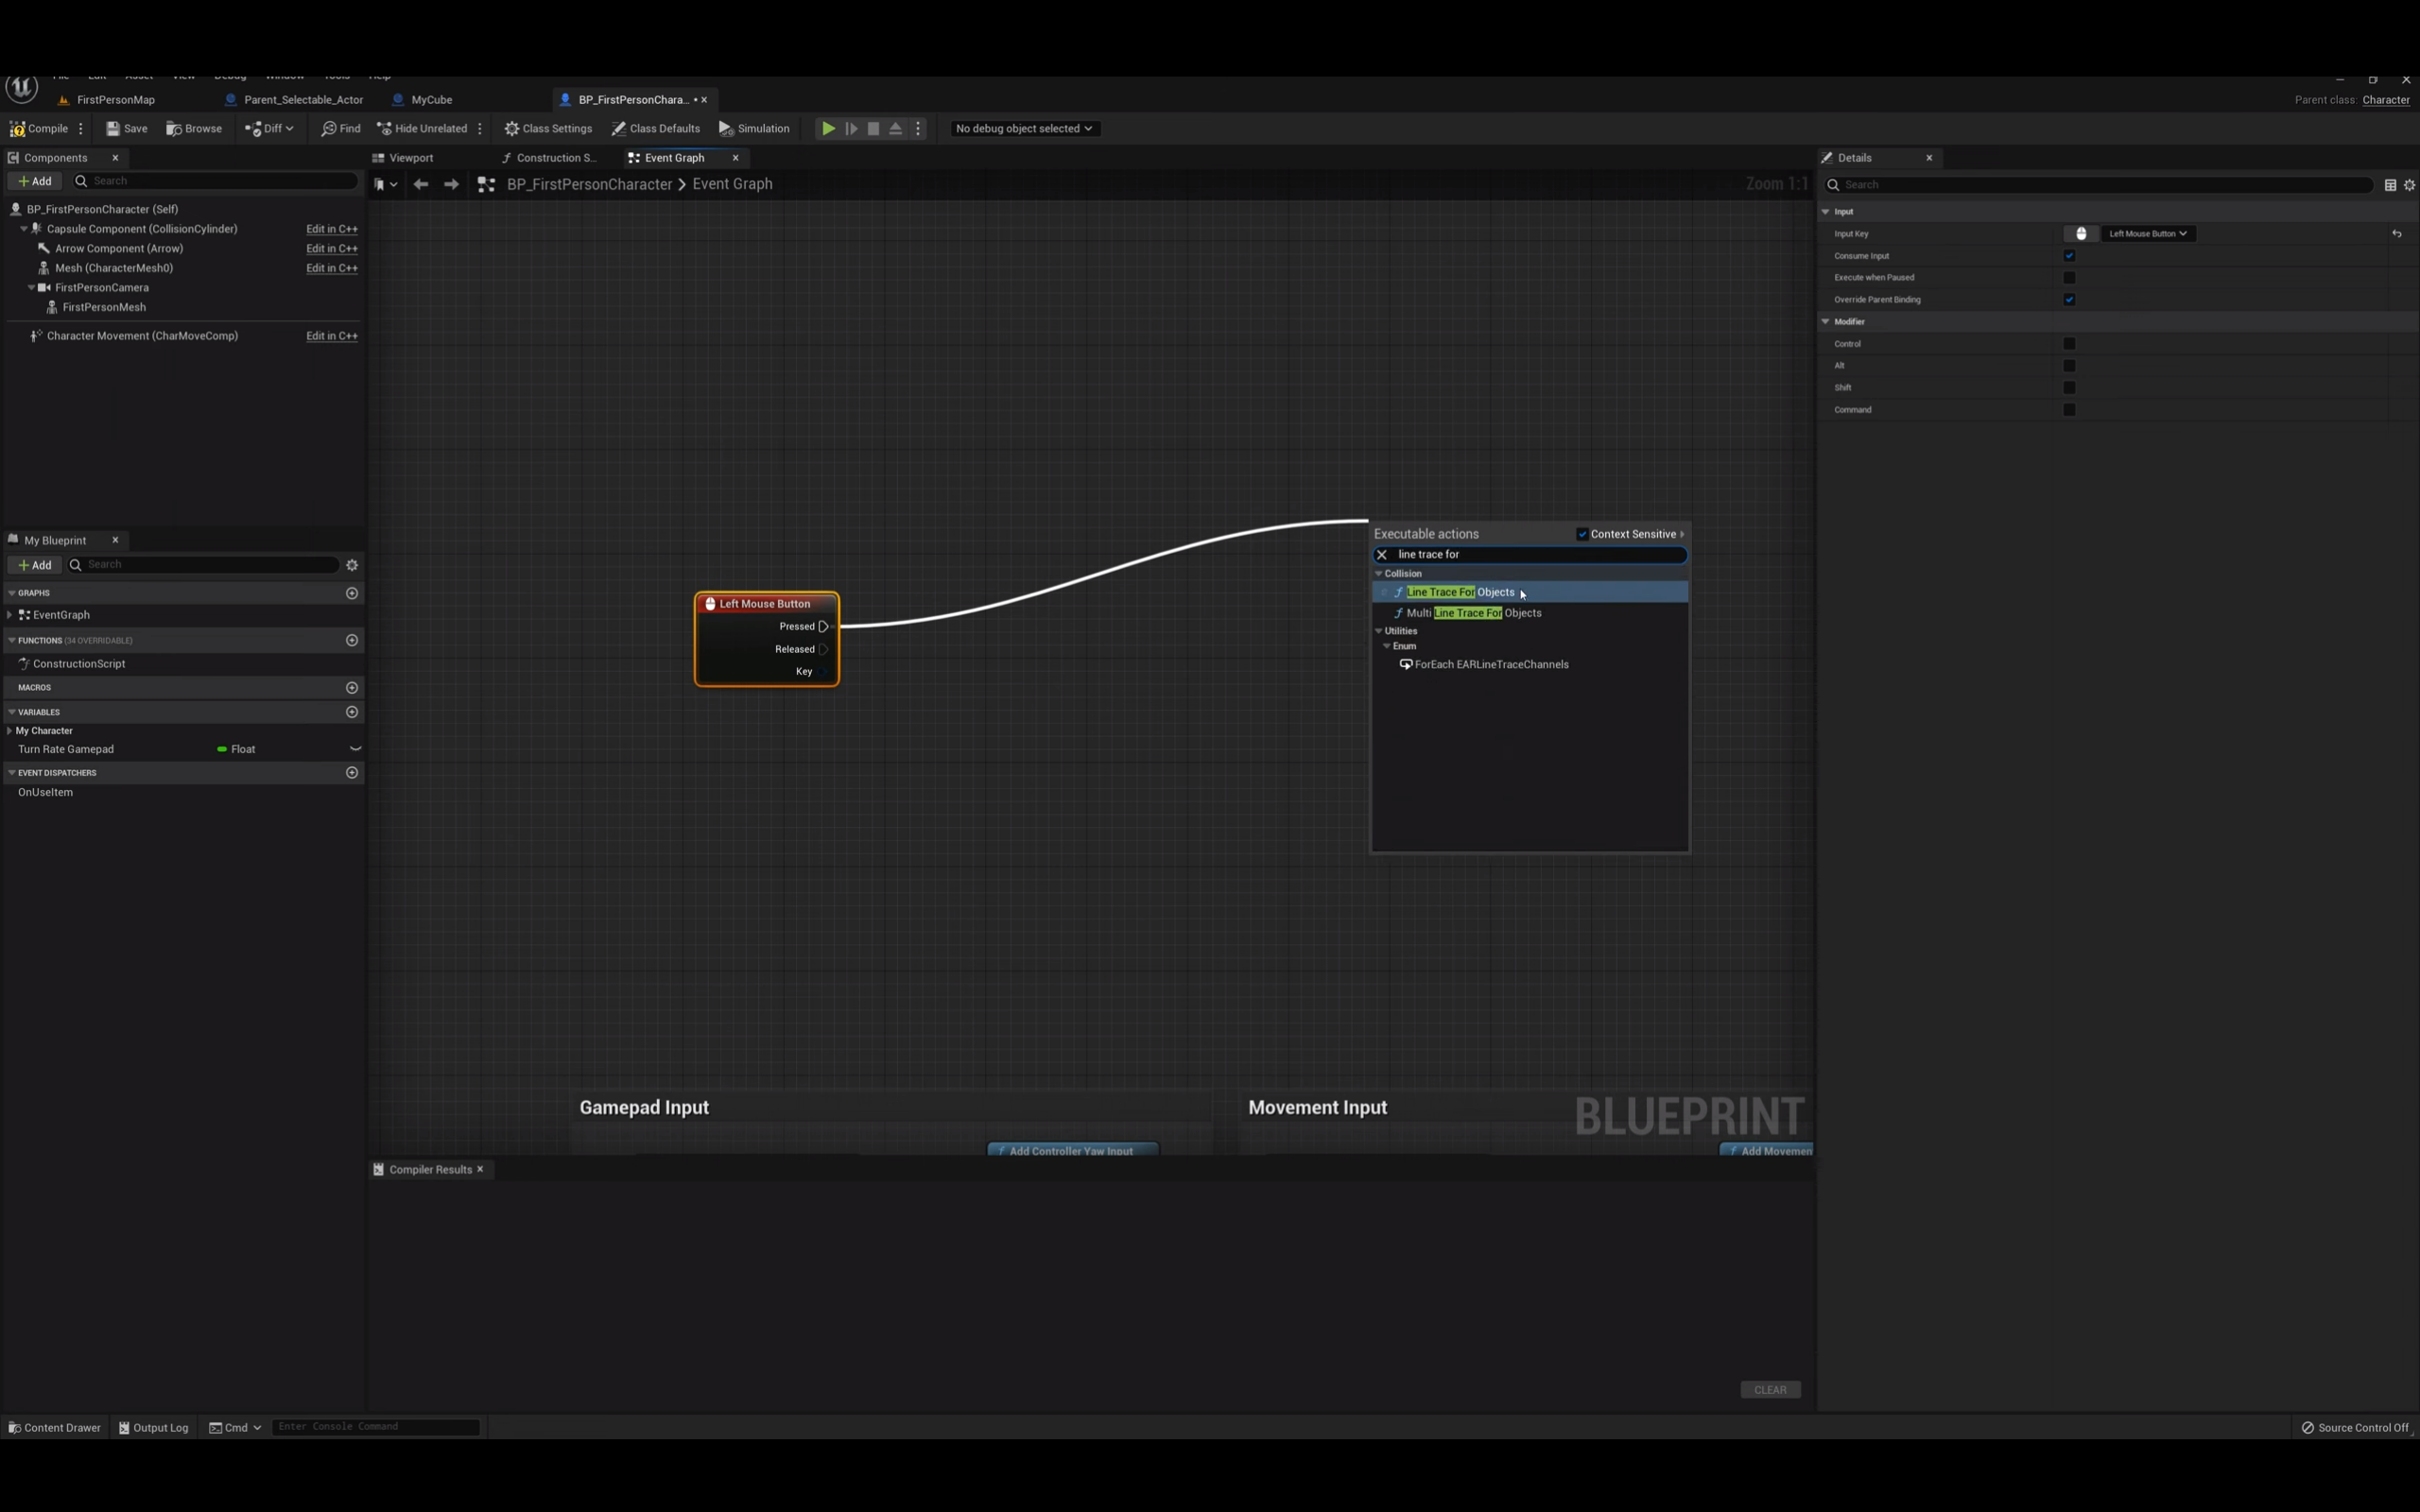 File Edit Asset View Debug Window Tools Help
FirstPersonMap Parent_Selectable_Actor MyCube BP_FirstPersonChara... •
Parent class: Character
Compile Save Browse Diff Find Hide Unrelated Class Settings Class Defaults Simulation No debug object selected
Components
Add Search
BP_FirstPersonCharacter (Self)
Capsule Component (CollisionCylinder) Edit in C++
Arrow Component (Arrow) Edit in C++
Mesh (CharacterMesh0) Edit in C++
FirstPersonCamera
FirstPersonMesh
Character Movement (CharMoveComp) Edit in C++
My Blueprint
Add Search
GRAPHS
EventGraph
FUNCTIONS (34 OVERRIDABLE)
ConstructionScript
MACROS
VARIABLES
My Character
Turn Rate Gamepad Float
EVENT DISPATCHERS
OnUseItem
Viewport Construction S... Event Graph
BP_FirstPersonCharacter > Event Graph Zoom 1:1
Left Mouse Button
Pressed
Released
Key
Executable actions Context Sensitive
line trace for
Collision
Line Trace For Objects
Multi Line Trace For Objects
Utilities
Enum
ForEach EARLineTraceChannels
Gamepad Input
Movement Input
BLUEPRINT
Add Controller Yaw Input
Add Movemen
Compiler Results
CLEAR
Details
Search
Input
Input Key Left Mouse Button
Consume Input
Execute when Paused
Override Parent Binding
Modifier
Control
Alt
Shift
Command
Content Drawer Output Log Cmd Enter Console Command
Source Control Off